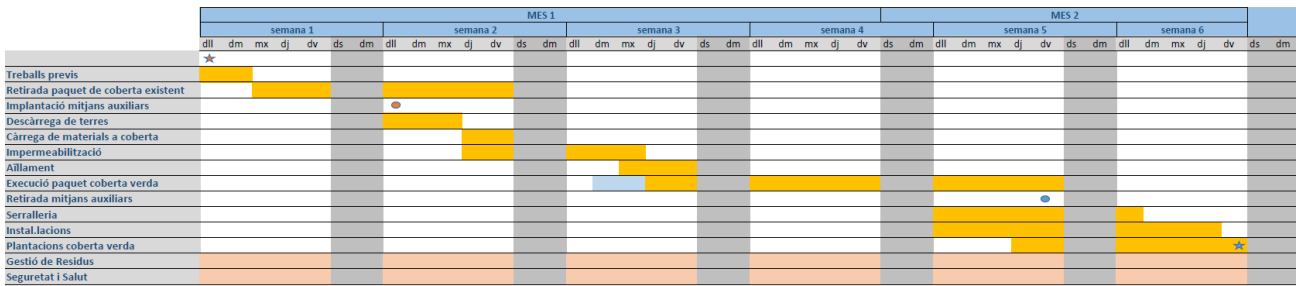 MES 1 MES 2
semana 1 semana 2 semana 3 semana 4 semana 5 semana 6
dll dm mx dj dv ds dm dll dm mx dj dv ds dm dll dm mx dj dv ds dm dll dm mx dj dv ds dm dll dm mx dj dv ds dm dll dm mx dj dv ds dm
Treballs previs
Retirada paquet de coberta existent
Implantació mitjans auxiliars
Descàrrega de terres
Càrrega de materials a coberta
Impermeabilització
Aïllament
Execució paquet coberta verda
Retirada mitjans auxiliars
Serralleria
Instal.lacions
Plantacions coberta verda
Gestió de Residus
Seguretat i Salut